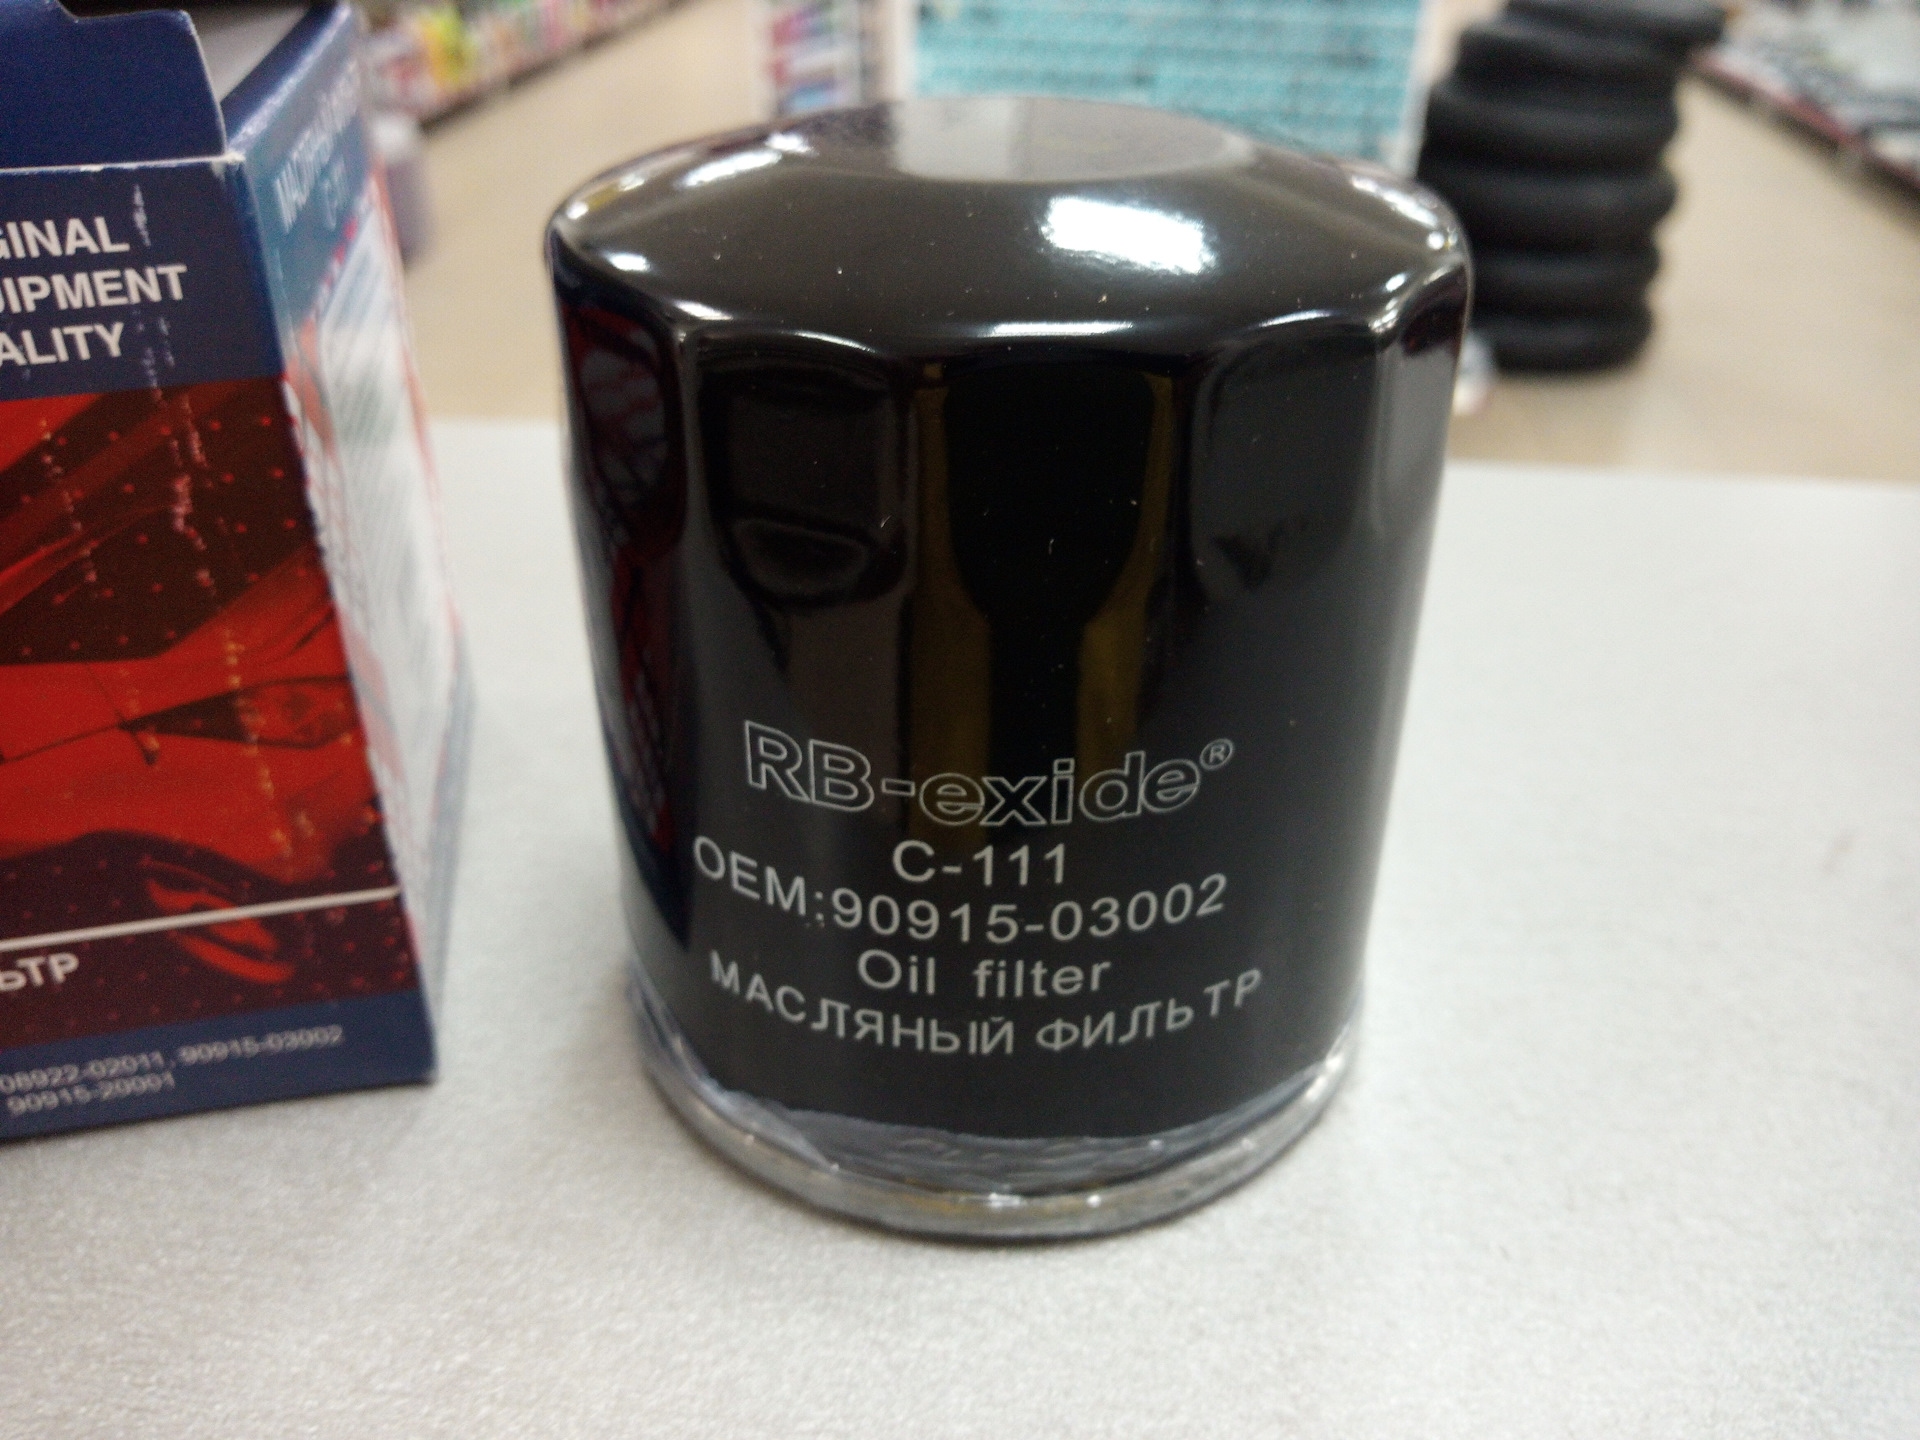 GINAL
UIPMENT
ALITY
ЬТР
08922-02011, 90915-03002
90915-20001
RB-exide®
C-111
OEM:90915-03002
Oil filter
МАСЛЯНЫЙ ФИЛЬТР